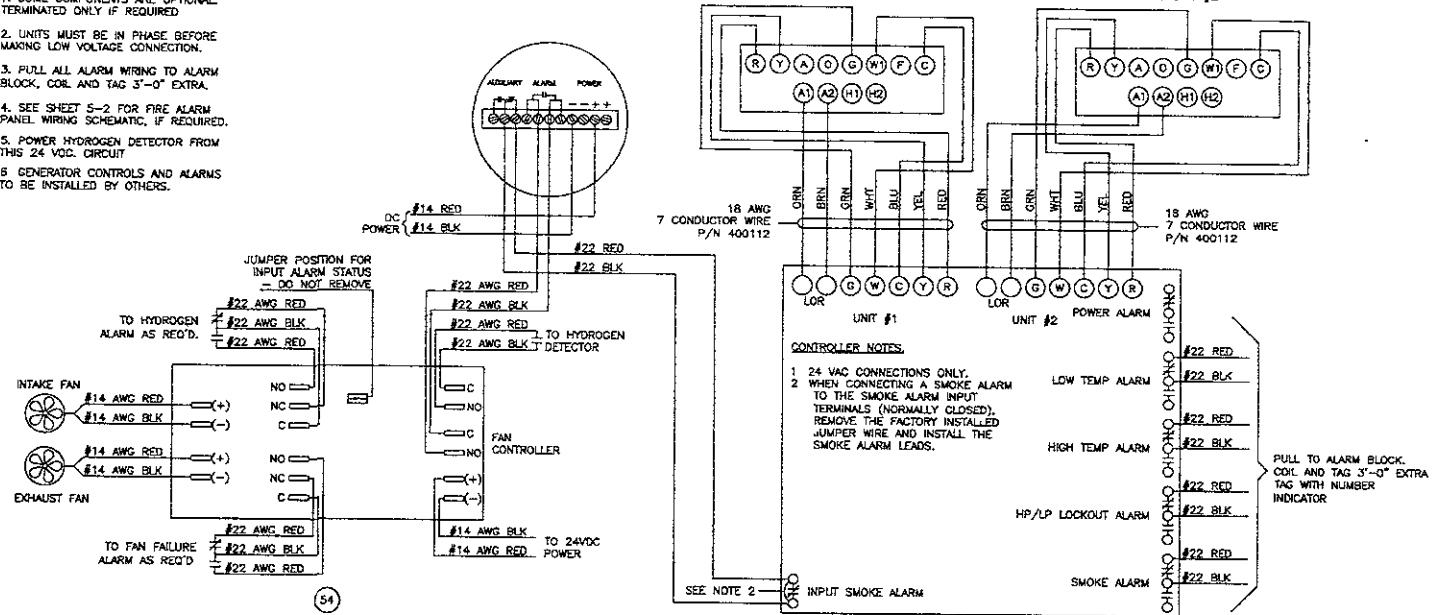 TERMINATED ONLY IF REQUIRED
2. UNITS MUST BE IN PHASE BEFORE
MAKING LOW VOLTAGE CONNECTION.
3. PULL ALL ALARM WIRING TO ALARM
BLOCK, COIL AND TAG 3'-0" EXTRA.
4. SEE SHEET S-2 FOR FIRE ALARM
PANEL WIRING SCHEMATIC, IF REQUIRED.
5. POWER HYDROGEN DETECTOR FROM
THIS 24 VDC. CIRCUIT
6 GENERATOR CONTROLS AND ALARMS
TO BE INSTALLED BY OTHERS.
AUXILIARY ALARM POWER
- - + +
DC
POWER
#14 RED
#14 BLK
#22 RED
#22 BLK
R Y A O G W1 F C
A1 A2 H1 H2
R Y A O G W1 F C
A1 A2 H1 H2
ORN BRN GRN WHT BLU YEL RED
ORN BRN GRN WHT BLU YEL RED
18 AWG
7 CONDUCTOR WIRE
P/N 400112
18 AWG
7 CONDUCTOR WIRE
P/N 400112
LOR G W C Y R
UNIT #1
LOR G W C Y R
UNIT #2
POWER ALARM
CONTROLLER NOTES.
1 24 VAC CONNECTIONS ONLY.
2 WHEN CONNECTING A SMOKE ALARM
TO THE SMOKE ALARM INPUT
TERMINALS (NORMALLY CLOSED),
REMOVE THE FACTORY INSTALLED
JUMPER WIRE AND INSTALL THE
SMOKE ALARM LEADS.
LOW TEMP ALARM
#22 RED
#22 BLK
HIGH TEMP ALARM
#22 RED
#22 BLK
HP/LP LOCKOUT ALARM
#22 RED
#22 BLK
SMOKE ALARM
#22 RED
#22 BLK
PULL TO ALARM BLOCK.
COIL AND TAG 3'-0" EXTRA
TAG WITH NUMBER
INDICATOR
SEE NOTE 2
INPUT SMOKE ALARM
JUMPER POSITION FOR
INPUT ALARM STATUS
- DO NOT REMOVE
TO HYDROGEN
ALARM AS REQ'D.
#22 AWG RED
#22 AWG BLK
#22 AWG RED
#22 AWG RED
#22 AWG BLK
#22 AWG RED
#22 AWG BLK
TO HYDROGEN
DETECTOR
INTAKE FAN
#14 AWG RED
#14 AWG BLK
(+)
(-)
NO
NC
C
C
NO
C
NO
FAN
CONTROLLER
EXHAUST FAN
#14 AWG RED
#14 AWG BLK
(+)
(-)
NO
NC
C
(+)
(-)
TO FAN FAILURE
ALARM AS REQ'D
#22 AWG RED
#22 AWG BLK
#22 AWG RED
#14 AWG BLK
#14 AWG RED
TO 24VDC
POWER